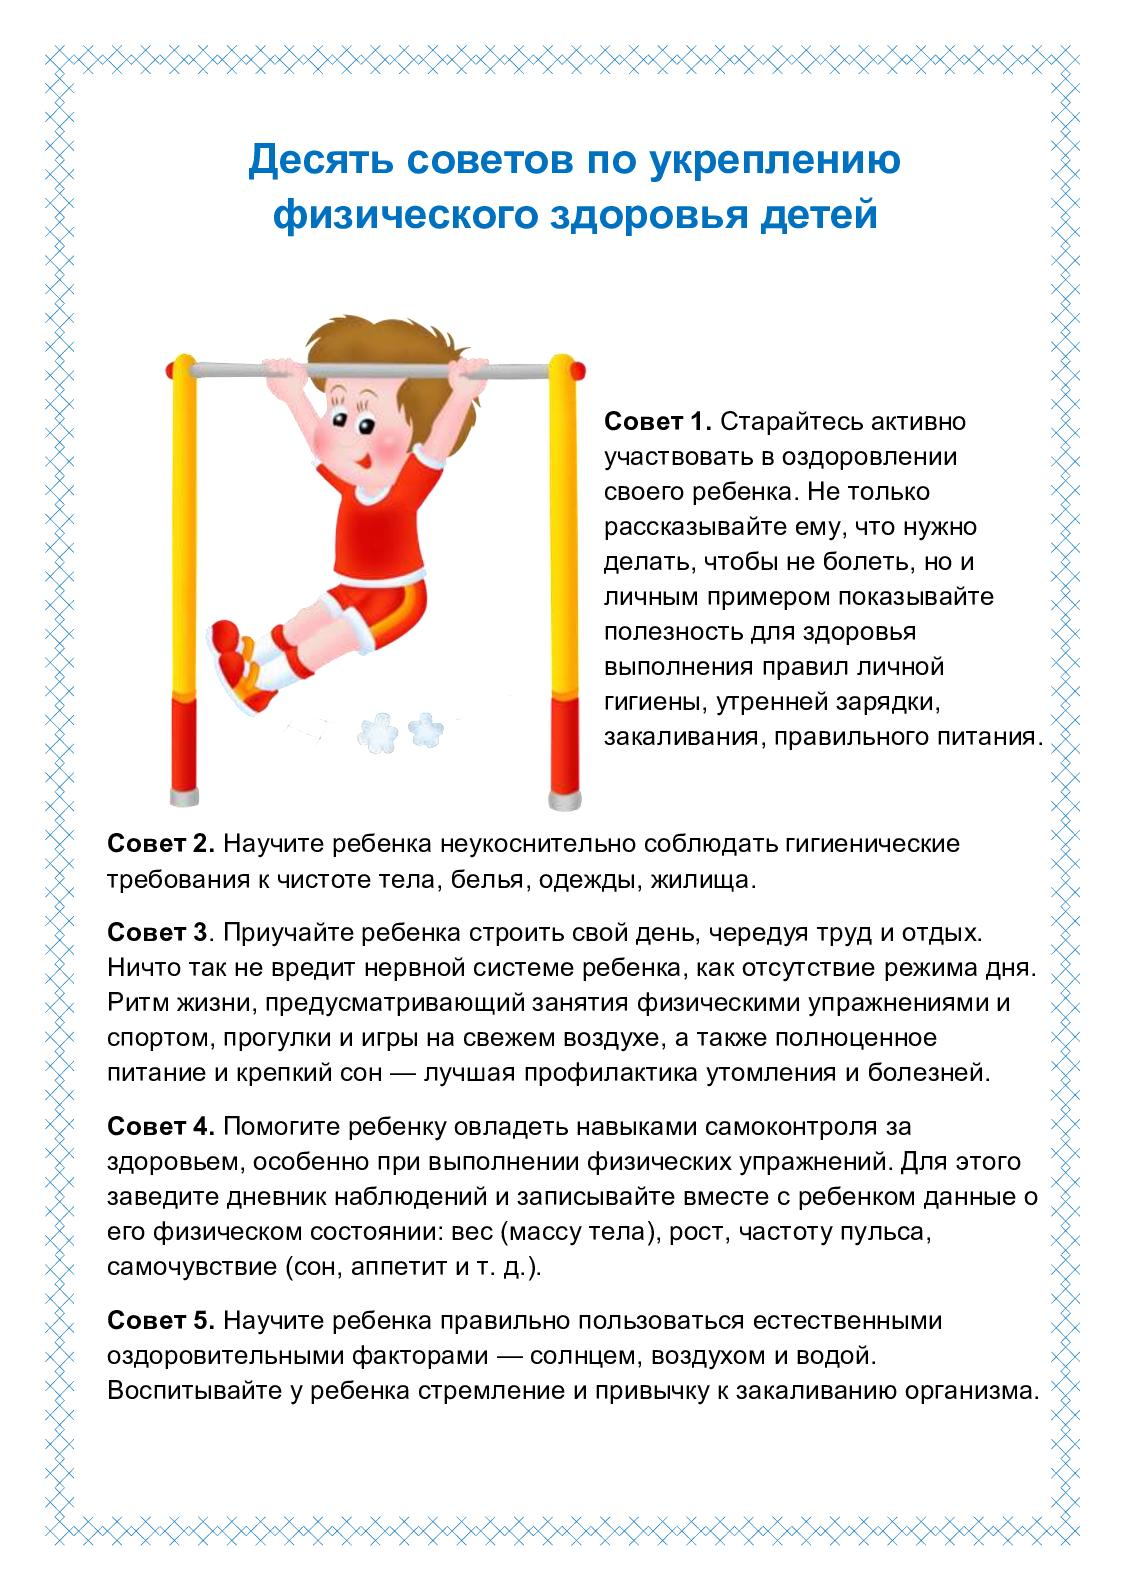 Десять советов по укреплению
физического здоровья детей
Совет 1. Старайтесь активно
участвовать в оздоровлении
своего ребенка. Не только
рассказывайте ему, что нужно
делать, чтобы не болеть, но и
личным примером показывайте
полезность для здоровья
выполнения правил личной
гигиены, утренней зарядки,
закаливания, правильного питания.
Совет 2. Научите ребенка неукоснительно соблюдать гигиенические
требования к чистоте тела, белья, одежды, жилища.
Совет 3. Приучайте ребенка строить свой день, чередуя труд и отдых.
Ничто так не вредит нервной системе ребенка, как отсутствие режима дня.
Ритм жизни, предусматривающий занятия физическими упражнениями и
спортом, прогулки и игры на свежем воздухе, а также полноценное
питание и крепкий сон — лучшая профилактика утомления и болезней.
Совет 4. Помогите ребенку овладеть навыками самоконтроля за
здоровьем, особенно при выполнении физических упражнений. Для этого
заведите дневник наблюдений и записывайте вместе с ребенком данные о
его физическом состоянии: вес (массу тела), рост, частоту пульса,
самочувствие (сон, аппетит и т. д.).
Совет 5. Научите ребенка правильно пользоваться естественными
оздоровительными факторами — солнцем, воздухом и водой.
Воспитывайте у ребенка стремление и привычку к закаливанию организма.